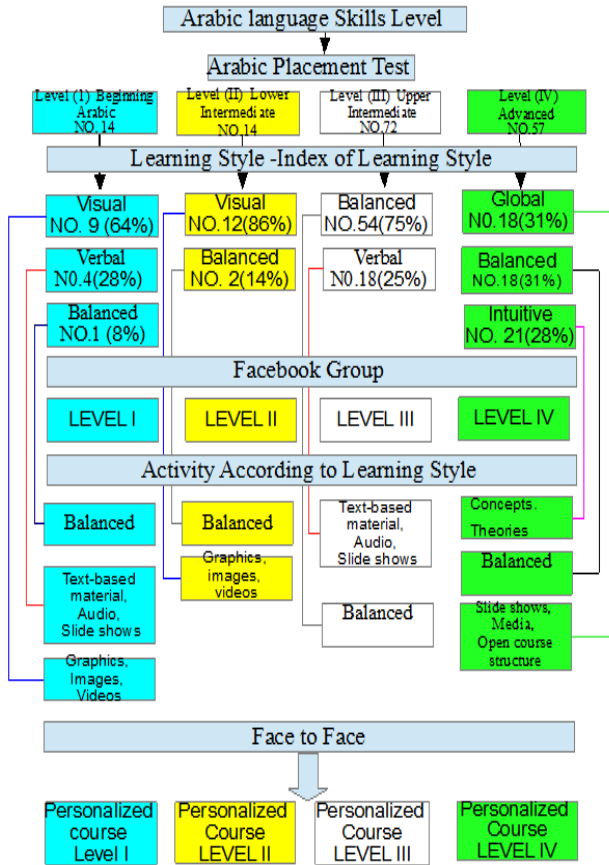 Arabic language Skills Level
Arabic Placement Test
Level (1) Beginning
Arabic
NO. 14
Level (II) Lower
Intermediate
NO.14
Level (III) Upper
Intermediate
NO.72
Level (IV)
Advanced
NO.57
Learning Style -Index of Learning Style
Visual
NO. 9 (64%)
Visual
NO.12(86%)
Balanced
NO.54(75%)
Global
N0.18(31%)
Verbal
N0.4(28%)
Balanced
NO. 2(14%)
Verbal
N0.18(25%)
Balanced
NO.18(31%)
Balanced
NO.1 (8%)
Intuitive
NO. 21(28%)
Facebook Group
LEVEL I
LEVEL II
LEVEL III
LEVEL IV
Activity According to Learning Style
Balanced
Balanced
Text-based
material,
Audio,
Slide shows
Concepts.
Theories
Text-based
material,
Audio,
Slide shows
Graphics,
images,
videos
Balanced
Balanced
Graphics,
Images,
Videos
Slide shows,
Media,
Open course
structure
Face to Face
Personalized
course
Level I
Personalized
Course
LEVEL II
Personalized
Course
LEVEL III
Personalized
Course
LEVEL IV